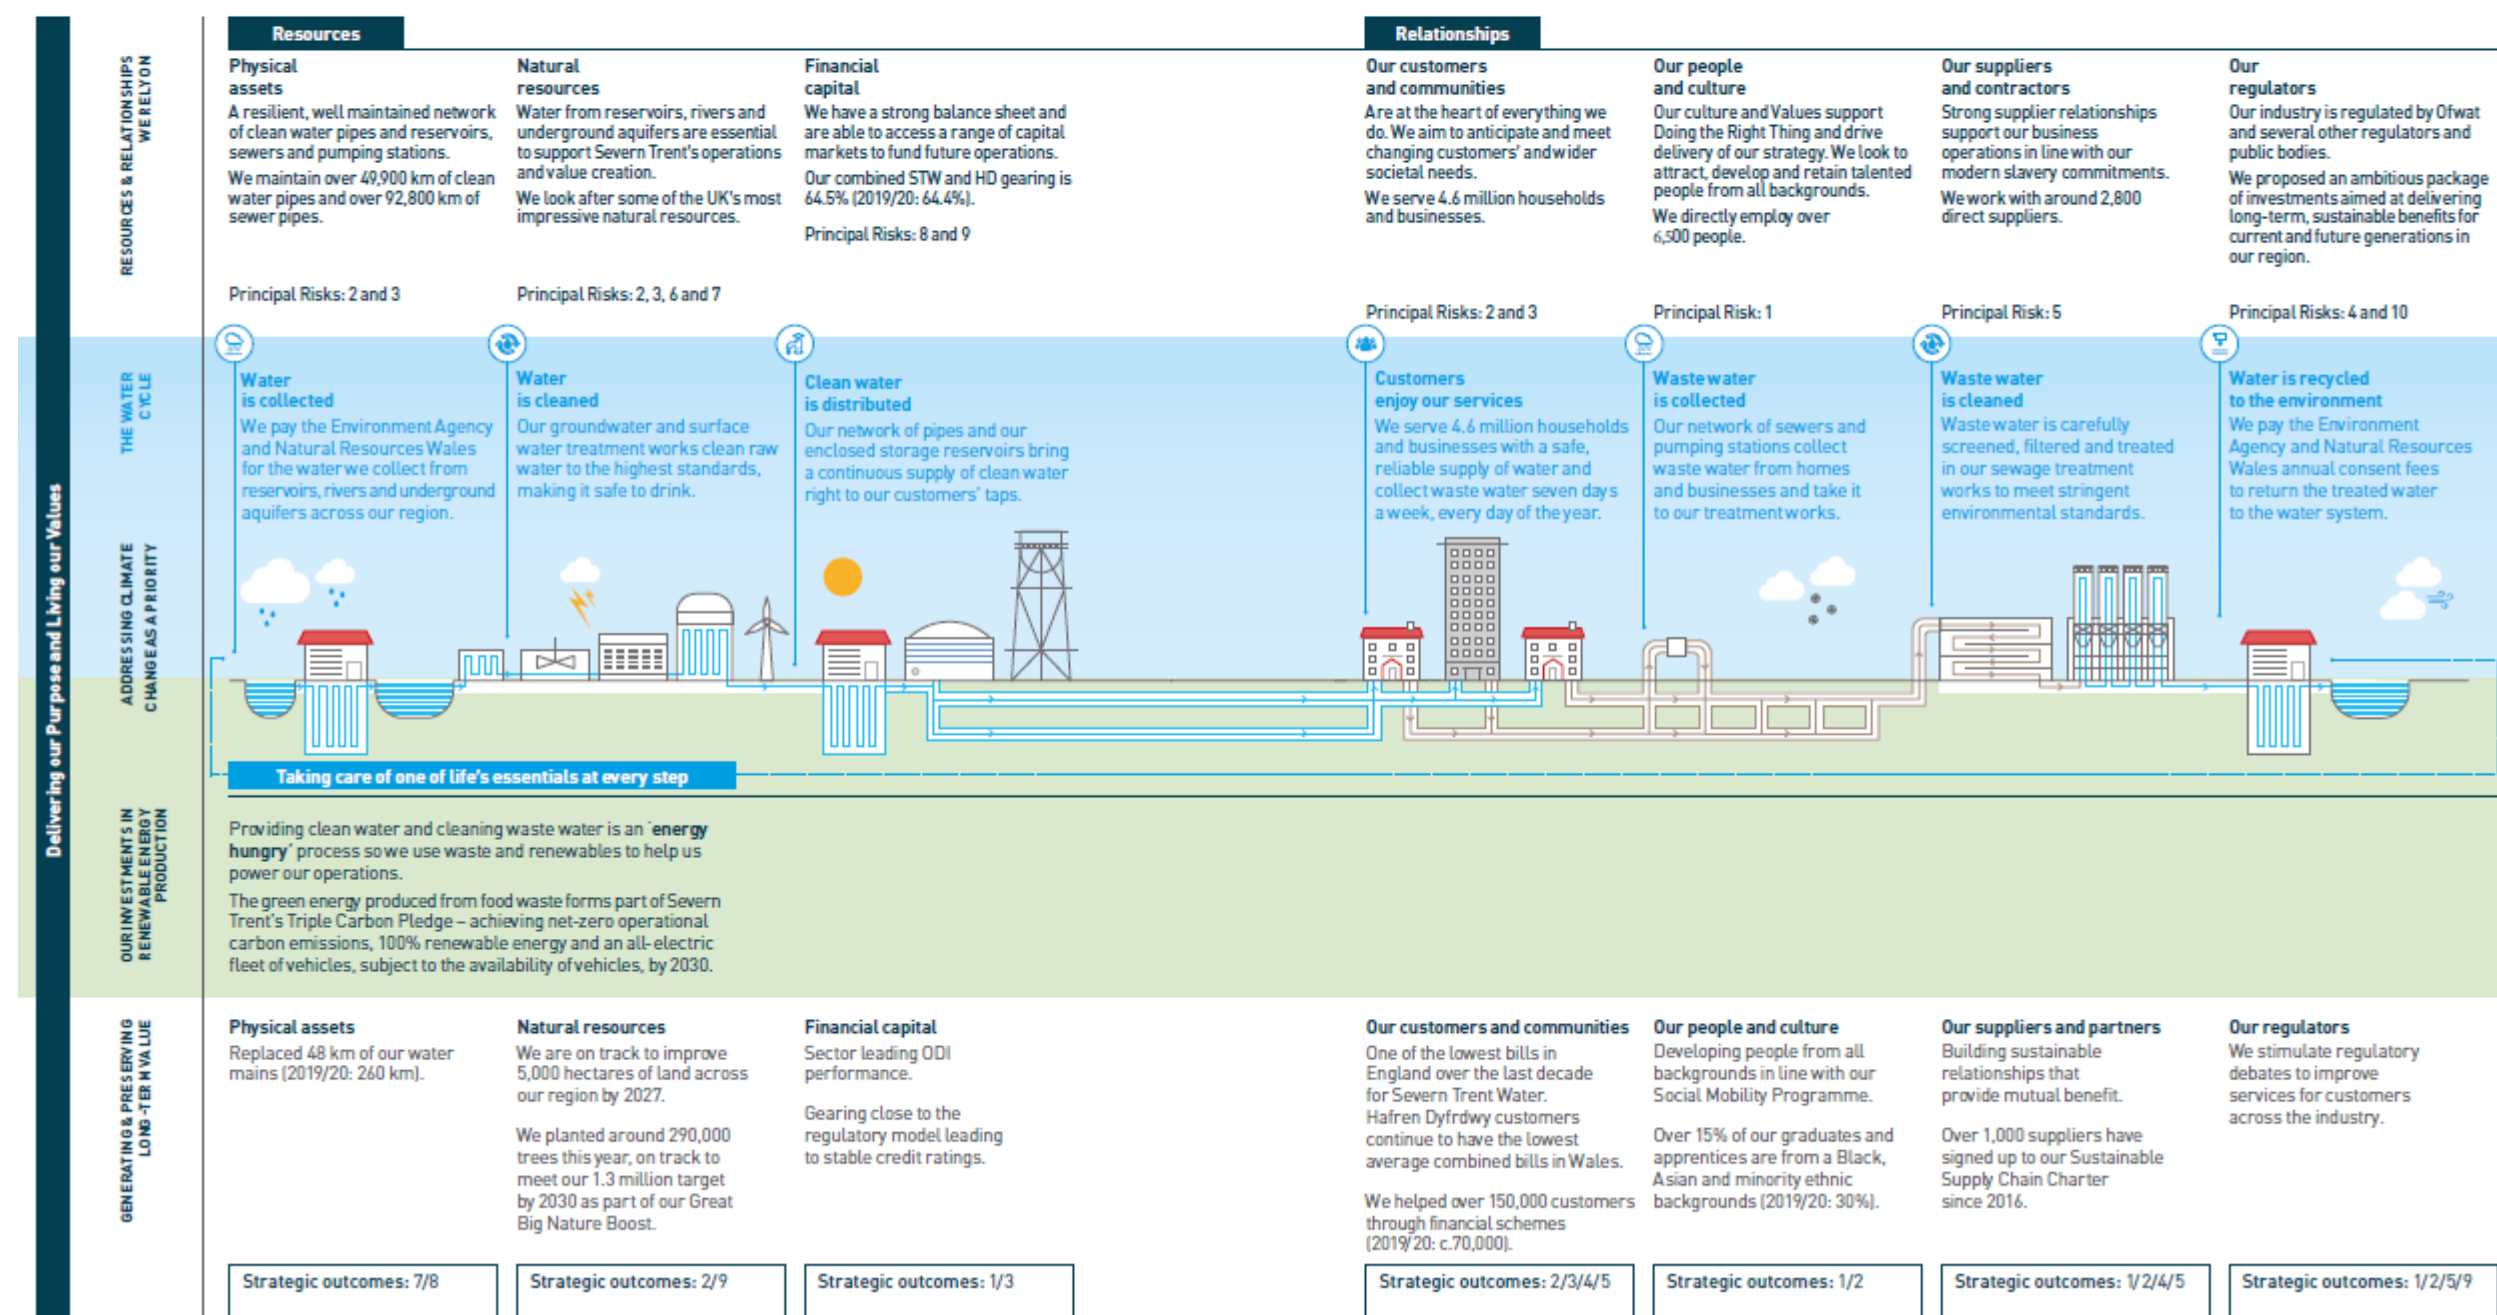 Delivering our Purpose and Living our Values
RESOURCES & RELATIONSHIPS
WE RELY ON
Resources
Physical
assets
A resilient, well maintained network
of clean water pipes and reservoirs,
sewers and pumping stations.
We maintain over 49,900 km of clean
water pipes and over 92,800 km of
sewer pipes.
Principal Risks: 2 and 3
Natural
resources
Water from reservoirs, rivers and
underground aquifers are essential
to support Severn Trent's operations
and value creation.
We look after some of the UK's most
impressive natural resources.
Principal Risks: 2, 3, 6 and 7
Financial
capital
We have a strong balance sheet and
are able to access a range of capital
markets to fund future operations.
Our combined STW and HD gearing is
64.5% (2019/20: 64.4%).
Principal Risks: 8 and 9
Relationships
Our customers
and communities
Are at the heart of everything we
do. We aim to anticipate and meet
changing customers' and wider
societal needs.
We serve 4.6 million households
and businesses.
Principal Risks: 2 and 3
Our people
and culture
Our culture and Values support
Doing the Right Thing and drive
delivery of our strategy. We look to
attract, develop and retain talented
people from all backgrounds.
We directly employ over
6,500 people.
Principal Risk: 1
Our suppliers
and contractors
Strong supplier relationships
support our business
operations in line with our
modern slavery commitments.
We work with around 2,800
direct suppliers.
Principal Risk: 5
Our
regulators
Our industry is regulated by Ofwat
and several other regulators and
public bodies.
We proposed an ambitious package
of investments aimed at delivering
long-term, sustainable benefits for
current and future generations in
our region.
Principal Risks: 4 and 10
THE WATER
CYCLE
Water
is collected
We pay the Environment Agency
and Natural Resources Wales
for the water we collect from
reservoirs, rivers and underground
aquifers across our region.
Water
is cleaned
Our groundwater and surface
water treatment works clean raw
water to the highest standards,
making it safe to drink.
Clean water
is distributed
Our network of pipes and our
enclosed storage reservoirs bring
a continuous supply of clean water
right to our customers' taps.
Customers
enjoy our services
We serve 4.6 million households
and businesses with a safe,
reliable supply of water and
collect waste water seven days
a week, every day of the year.
Waste water
is collected
Our network of sewers and
pumping stations collect
waste water from homes
and businesses and take it
to our treatment works.
Waste water
is cleaned
Waste water is carefully
screened, filtered and treated
in our sewage treatment
works to meet stringent
environmental standards.
Water is recycled
to the environment
We pay the Environment
Agency and Natural Resources
Wales annual consent fees
to return the treated water
to the water system.
ADDRESSING CLIMATE
CHANGE AS A PRIORITY
Taking care of one of life's essentials at every step
OUR INVESTMENTS IN
RENEWABLE ENERGY
PRODUCTION
Providing clean water and cleaning waste water is an 'energy
hungry' process so we use waste and renewables to help us
power our operations.
The green energy produced from food waste forms part of Severn
Trent's Triple Carbon Pledge – achieving net-zero operational
carbon emissions, 100% renewable energy and an all-electric
fleet of vehicles, subject to the availability of vehicles, by 2030.
GENERATING & PRESERVING
LONG-TERM VALUE
Physical assets
Replaced 48 km of our water
mains (2019/20: 260 km).
Strategic outcomes: 7/8
Natural resources
We are on track to improve
5,000 hectares of land across
our region by 2027.
We planted around 290,000
trees this year, on track to
meet our 1.3 million target
by 2030 as part of our Great
Big Nature Boost.
Strategic outcomes: 2/9
Financial capital
Sector leading ODI
performance.
Gearing close to the
regulatory model leading
to stable credit ratings.
Strategic outcomes: 1/3
Our customers and communities
One of the lowest bills in
England over the last decade
for Severn Trent Water.
Hafren Dyfrdwy customers
continue to have the lowest
average combined bills in Wales.
We helped over 150,000 customers
through financial schemes
(2019/20: c.70,000).
Strategic outcomes: 2/3/4/5
Our people and culture
Developing people from all
backgrounds in line with our
Social Mobility Programme.
Over 15% of our graduates and
apprentices are from a Black,
Asian and minority ethnic
backgrounds (2019/20: 30%).
Strategic outcomes: 1/2
Our suppliers and partners
Building sustainable
relationships that
provide mutual benefit.
Over 1,000 suppliers have
signed up to our Sustainable
Supply Chain Charter
since 2016.
Strategic outcomes: 1/2/4/5
Our regulators
We stimulate regulatory
debates to improve
services for customers
across the industry.
Strategic outcomes: 1/2/5/9